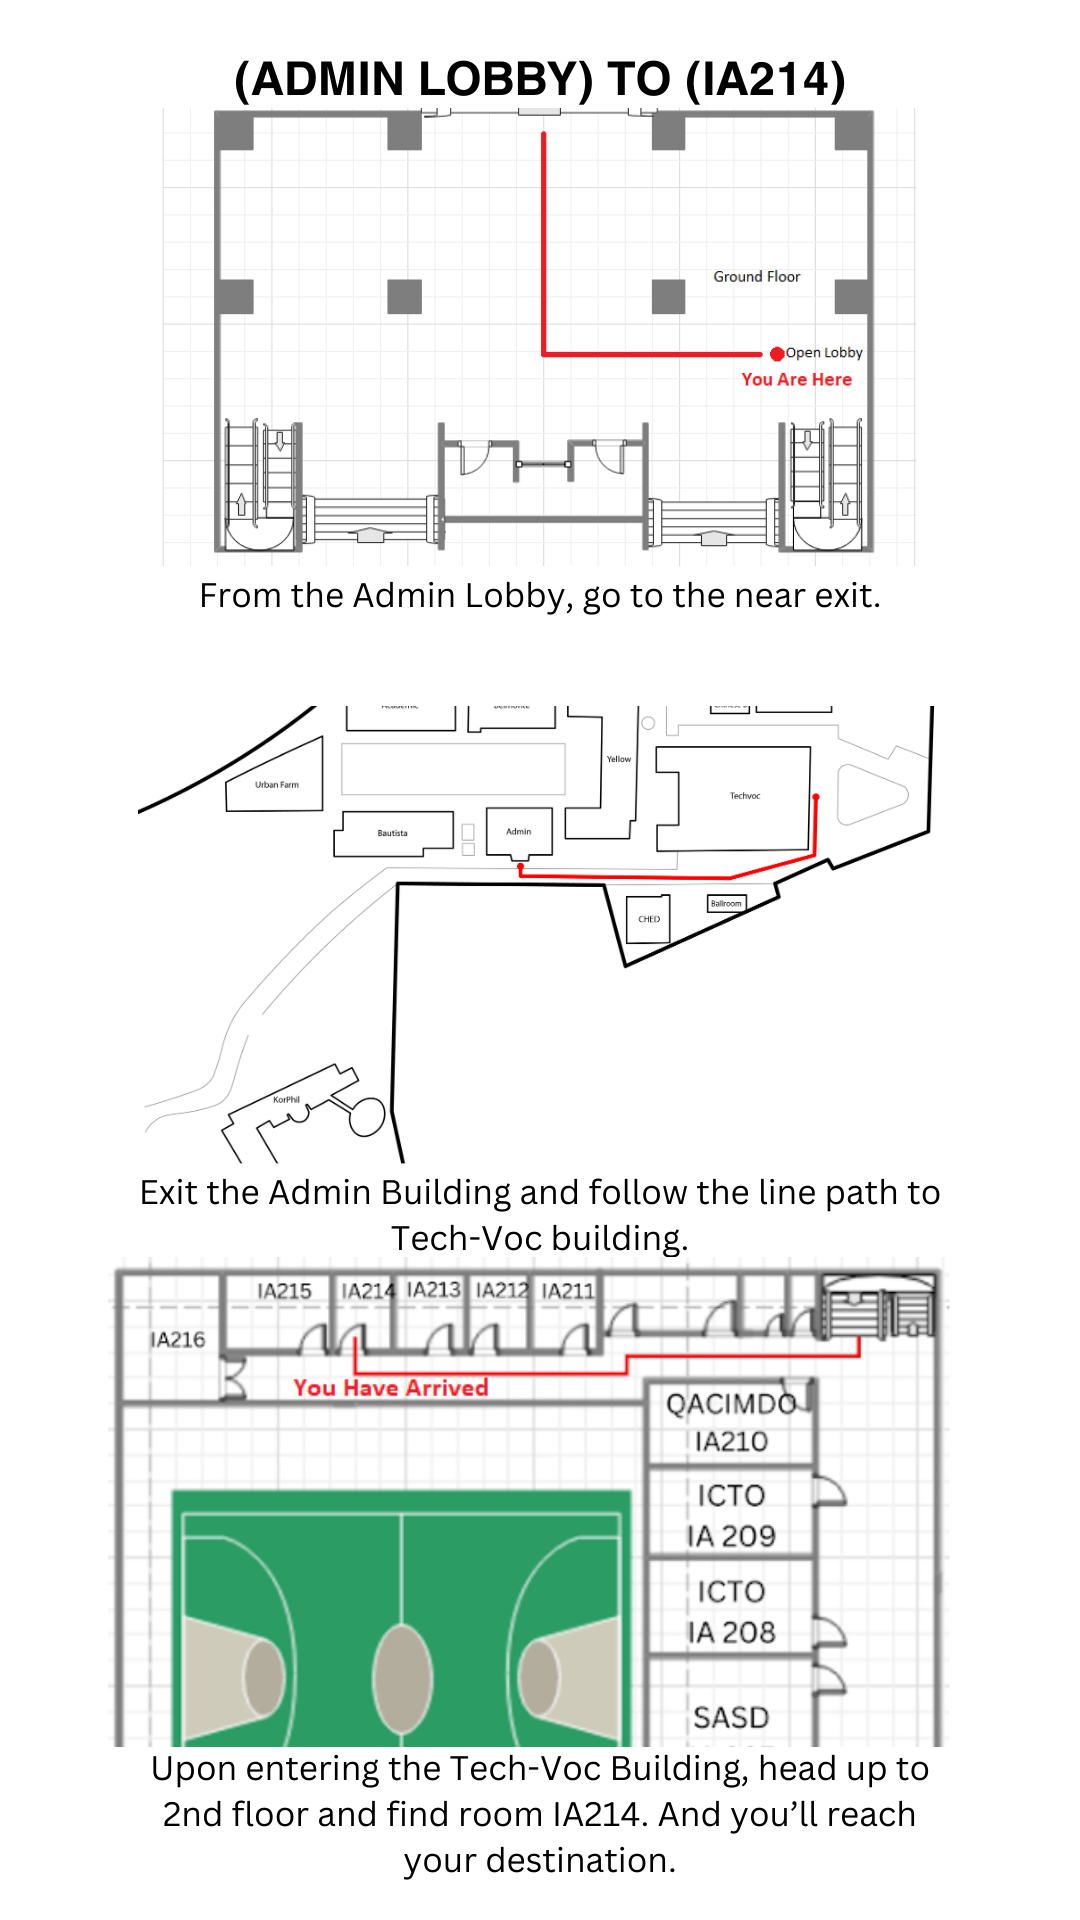 (ADMIN LOBBY) TO (IA214)
Ground Floor
Open Lobby
You Are Here
From the Admin Lobby, go to the near exit.
Urban Farm
Yellow
Techvoc
Bautista
Admin
CHED
Ballroom
KorPhil
Exit the Admin Building and follow the line path to
Tech-Voc building.
IA215
IA214
IA213
IA212
IA211
IA216
You Have Arrived
QACIMDO
IA210
ICTO
IA 209
ICTO
IA 208
SASD
Upon entering the Tech-Voc Building, head up to
2nd floor and find room IA214. And you’ll reach
your destination.